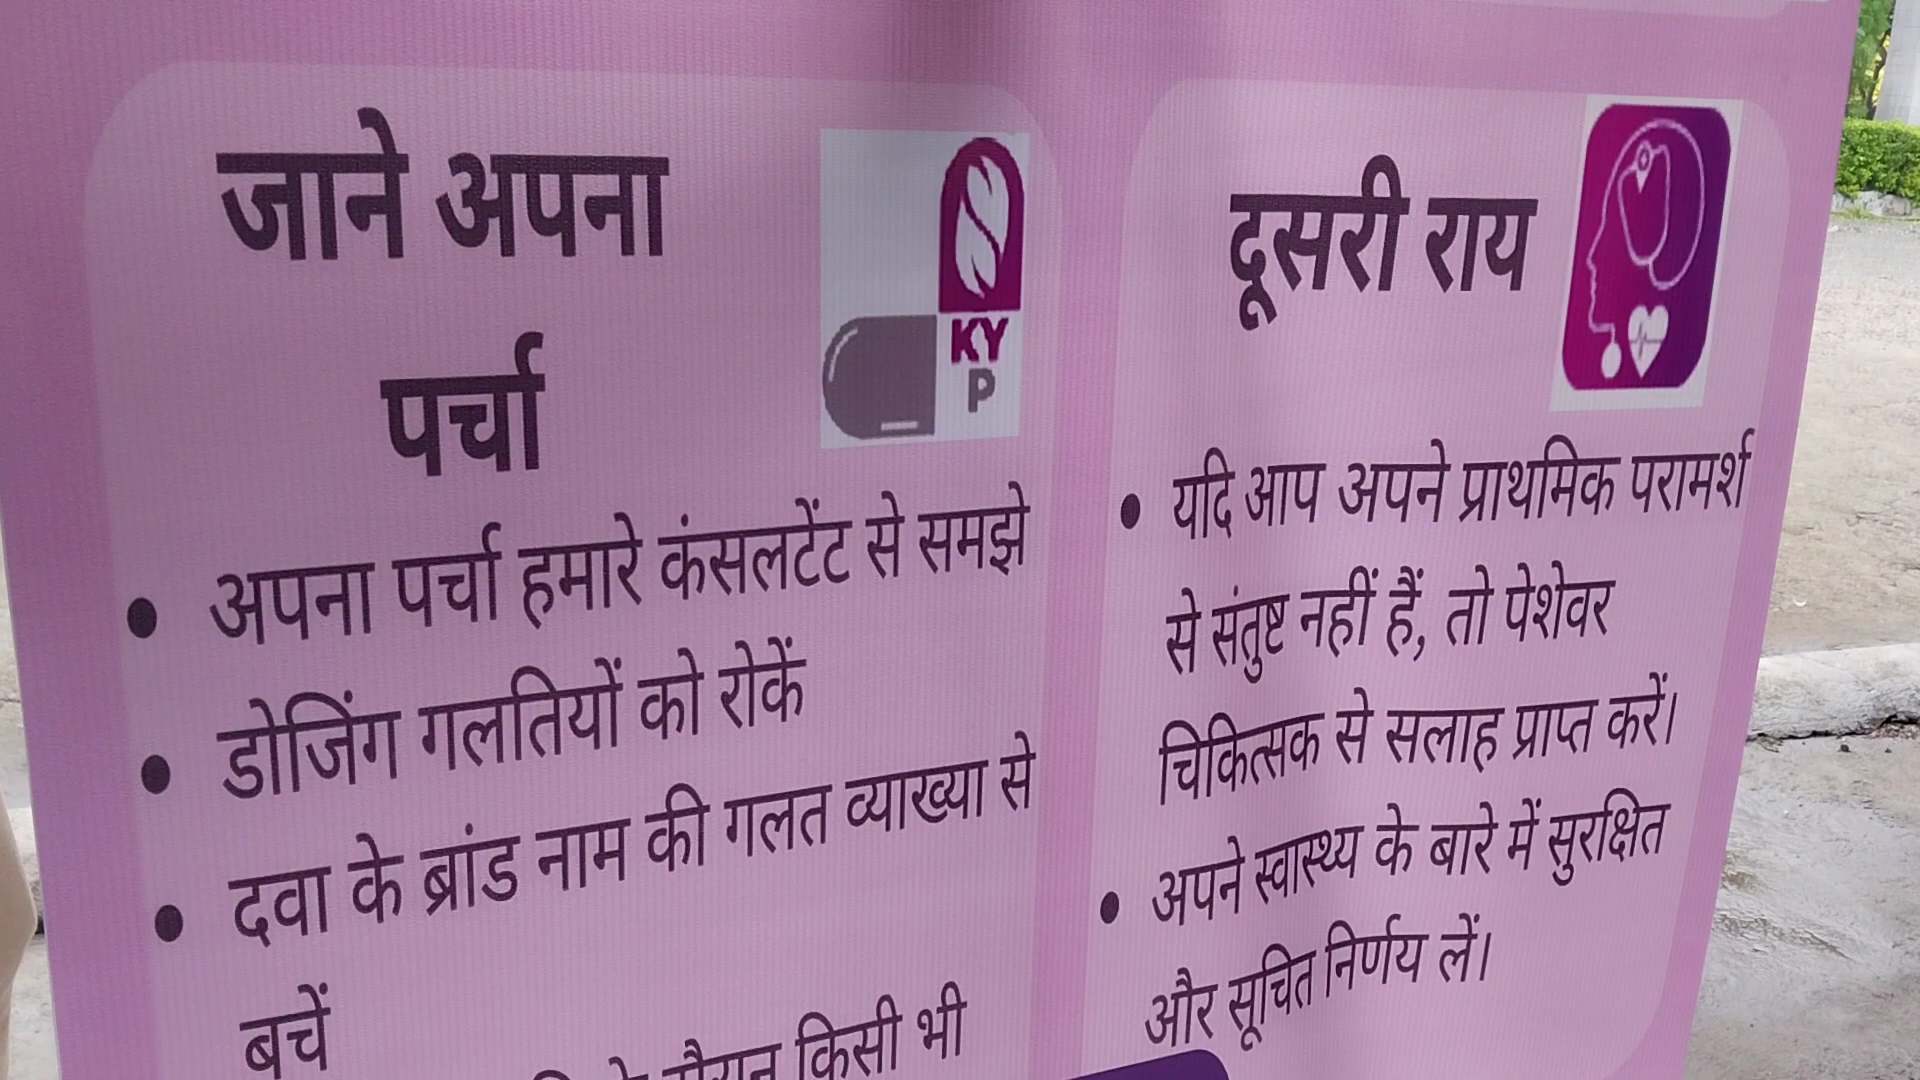 जाने अपना
पर्चा
KY
P
• अपना पर्चा हमारे कंसलटेंट से समझे
• डोजिंग गलतियों को रोकें
• दवा के ब्रांड नाम की गलत व्याख्या से
बचें
किसी भी
दूसरी राय
• यदि आप अपने प्राथमिक परामर्श
से संतुष्ट नहीं हैं, तो पेशेवर
चिकित्सक से सलाह प्राप्त करें।
• अपने स्वास्थ्य के बारे में सुरक्षित
और सूचित निर्णय लें।